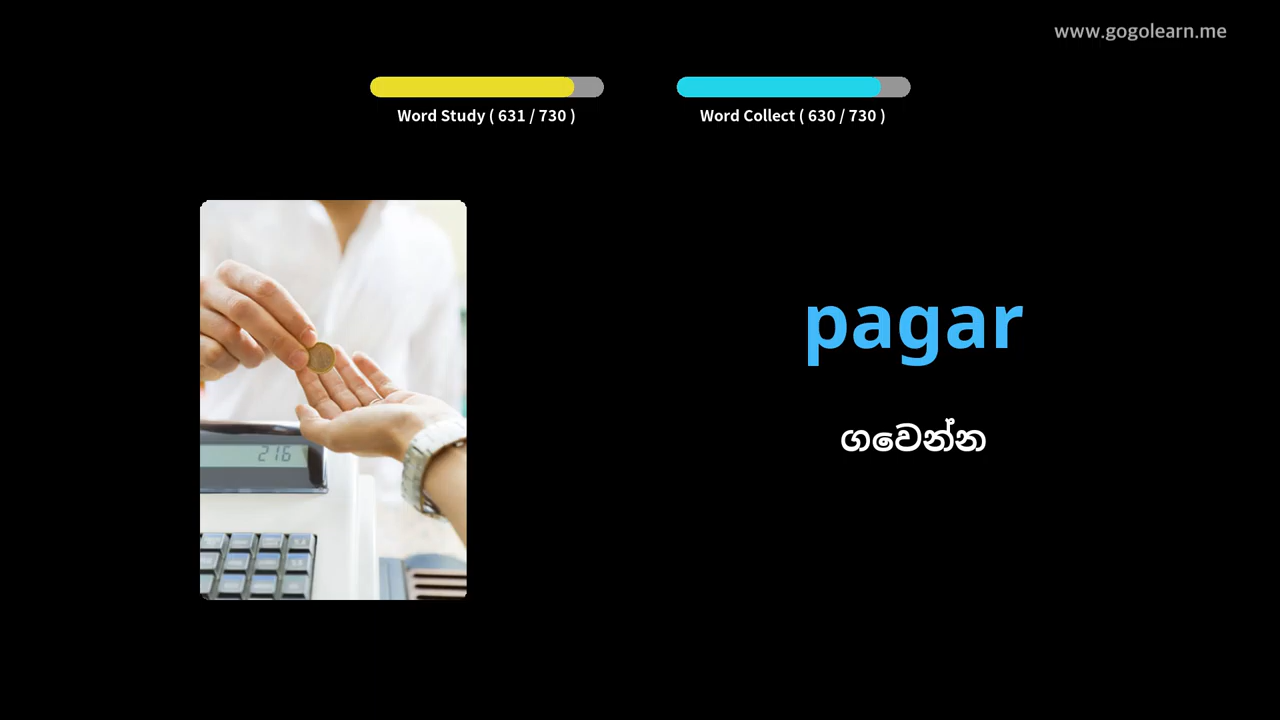 www.gogolearn.me
Word Study ( 631 / 730 )
Word Collect ( 630 / 730 )
216
pagar
ගවෙන්න